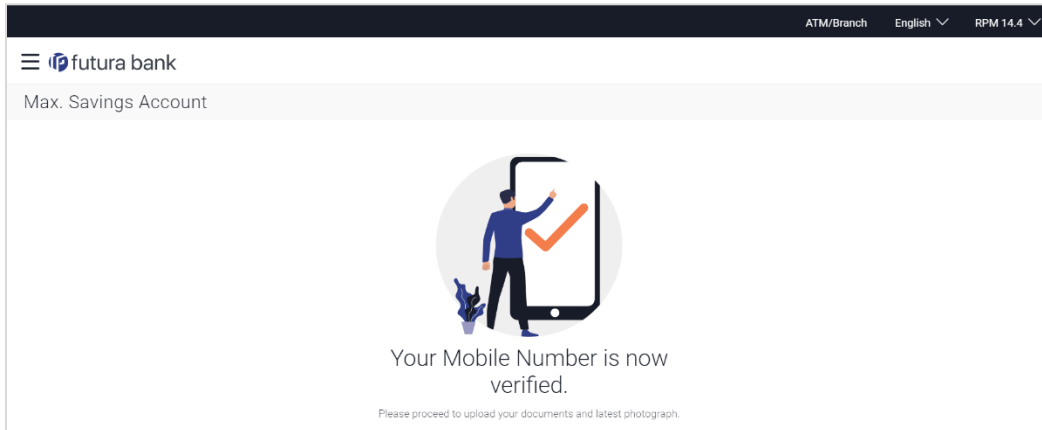 ATM/Branch English RPM 14.4
futura bank
Max. Savings Account
Your Mobile Number is now
verified.
Please proceed to upload your documents and latest photograph.